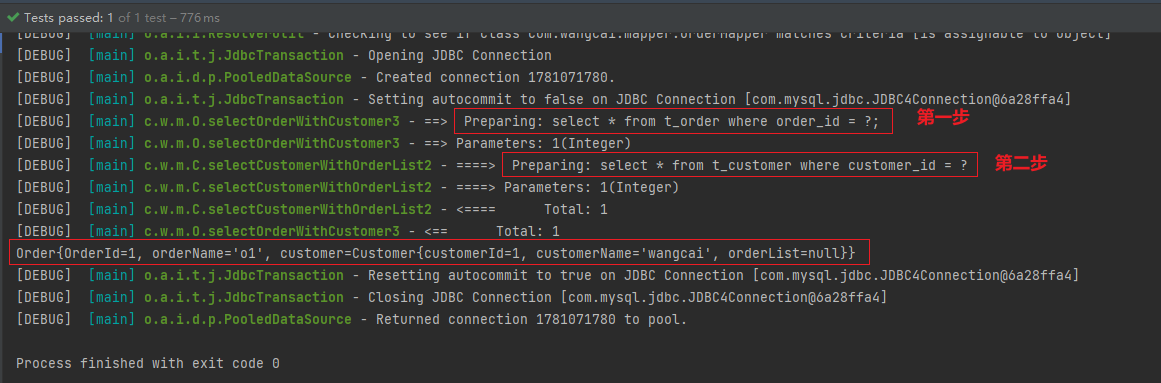 Tests passed: 1 of 1 test – 776 ms
[DEBUG] [main] o.a.i.i.ResolverUtil - Checking to see if class com.wangcai.mapper.OrderMapper matches criteria [is assignable to Object]
[DEBUG] [main] o.a.i.t.j.JdbcTransaction - Opening JDBC Connection
[DEBUG] [main] o.a.i.d.p.PooledDataSource - Created connection 1781071780.
[DEBUG] [main] o.a.i.t.j.JdbcTransaction - Setting autocommit to false on JDBC Connection [com.mysql.jdbc.JDBC4Connection@6a28ffa4]
[DEBUG] [main] c.w.m.O.selectOrderWithCustomer3 - ==> Preparing: select * from t_order where order_id = ?; 第一步
[DEBUG] [main] c.w.m.O.selectOrderWithCustomer3 - ==> Parameters: 1(Integer)
[DEBUG] [main] c.w.m.C.selectCustomerWithOrderList2 - ====> Preparing: select * from t_customer where customer_id = ? 第二步
[DEBUG] [main] c.w.m.C.selectCustomerWithOrderList2 - ====> Parameters: 1(Integer)
[DEBUG] [main] c.w.m.C.selectCustomerWithOrderList2 - <==== Total: 1
[DEBUG] [main] c.w.m.O.selectOrderWithCustomer3 - <== Total: 1
Order{OrderId=1, orderName='o1', customer=Customer{customerId=1, customerName='wangcai', orderList=null}}
[DEBUG] [main] o.a.i.t.j.JdbcTransaction - Resetting autocommit to true on JDBC Connection [com.mysql.jdbc.JDBC4Connection@6a28ffa4]
[DEBUG] [main] o.a.i.t.j.JdbcTransaction - Closing JDBC Connection [com.mysql.jdbc.JDBC4Connection@6a28ffa4]
[DEBUG] [main] o.a.i.d.p.PooledDataSource - Returned connection 1781071780 to pool.
Process finished with exit code 0